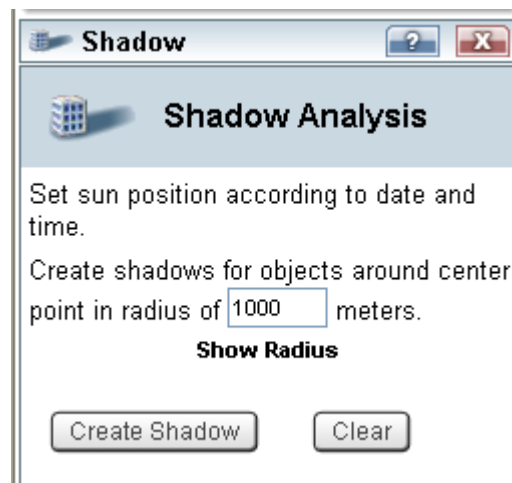 Shadow ? X
Shadow Analysis
Set sun position according to date and
time.
Create shadows for objects around center
point in radius of 1000 meters.
Show Radius
Create Shadow Clear